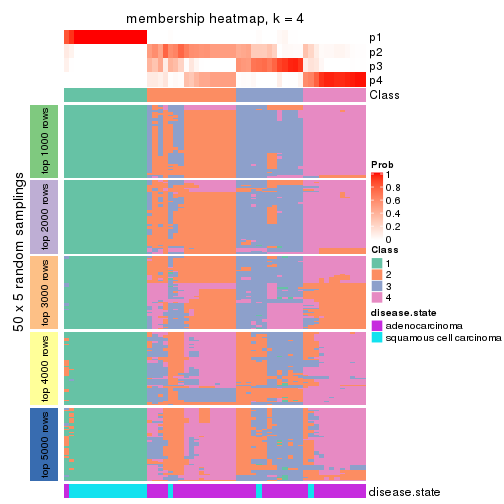 membership heatmap, k = 4
p1
p2
p3
p4
Class
50 x 5 random samplings
top 1000 rows
top 2000 rows
top 3000 rows
top 4000 rows
top 5000 rows
disease.state
Prob
1
0.8
0.6
0.4
0.2
0
Class
1
2
3
4
disease.state
adenocarcinoma
squamous cell carcinoma